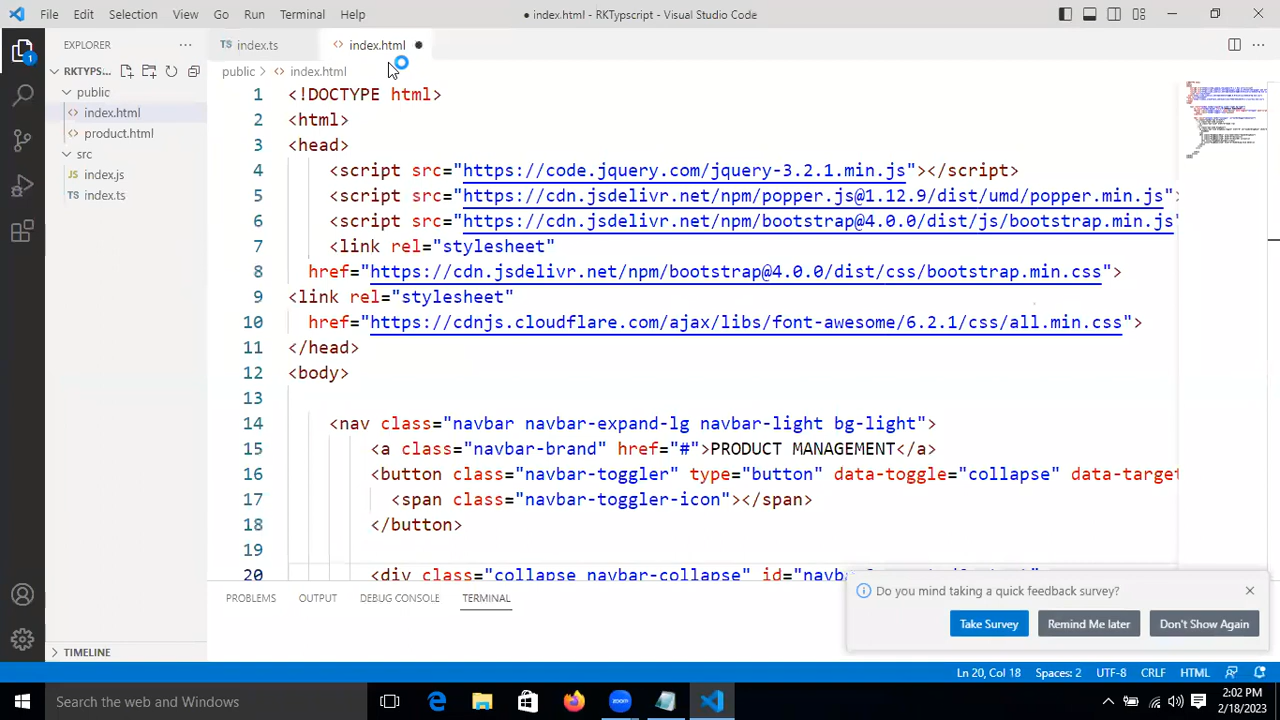 File Edit Selection View Go Run Terminal Help
● index.html - RKTypscript - Visual Studio Code
EXPLORER ...
TS index.ts <> index.html ●
RKTYPS...
public > <> index.html
public
<> index.html
<> product.html
src
JS index.js
TS index.ts
TIMELINE
1 <!DOCTYPE html>
2 <html>
3 <head>
4 <script src="https://code.jquery.com/jquery-3.2.1.min.js"></script>
5 <script src="https://cdn.jsdelivr.net/npm/popper.js@1.12.9/dist/umd/popper.min.js">
6 <script src="https://cdn.jsdelivr.net/npm/bootstrap@4.0.0/dist/js/bootstrap.min.js"
7 <link rel="stylesheet"
8 href="https://cdn.jsdelivr.net/npm/bootstrap@4.0.0/dist/css/bootstrap.min.css">
9 <link rel="stylesheet"
10 href="https://cdnjs.cloudflare.com/ajax/libs/font-awesome/6.2.1/css/all.min.css">
11 </head>
12 <body>
13
14 <nav class="navbar navbar-expand-lg navbar-light bg-light">
15 <a class="navbar-brand" href="#">PRODUCT MANAGEMENT</a>
16 <button class="navbar-toggler" type="button" data-toggle="collapse" data-target
17 <span class="navbar-toggler-icon"></span>
18 </button>
19
20 <div class="collapse navbar-collapse" id="navb
PROBLEMS OUTPUT DEBUG CONSOLE TERMINAL
Do you mind taking a quick feedback survey?
Take Survey Remind Me later Don't Show Again
Ln 20, Col 18 Spaces: 2 UTF-8 CRLF HTML
Search the web and Windows
zoom
2:02 PM
2/18/2023